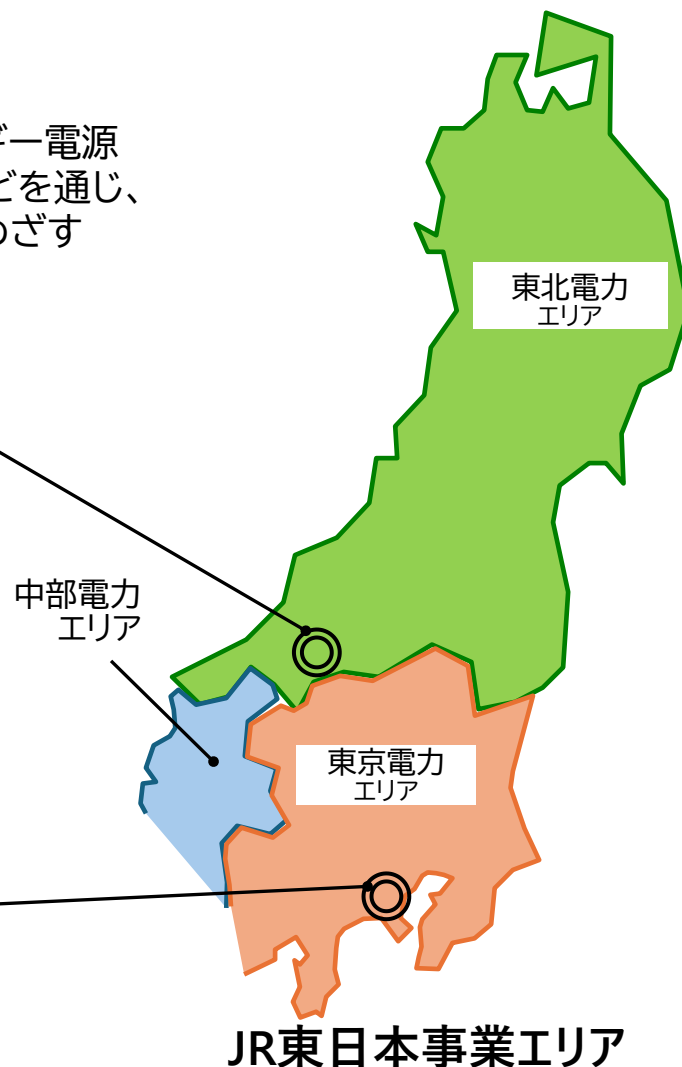 ギー電源
どを通じ、
めざす
東北電力
エリア
中部電力
エリア
東京電力
エリア
JR東日本事業エリア